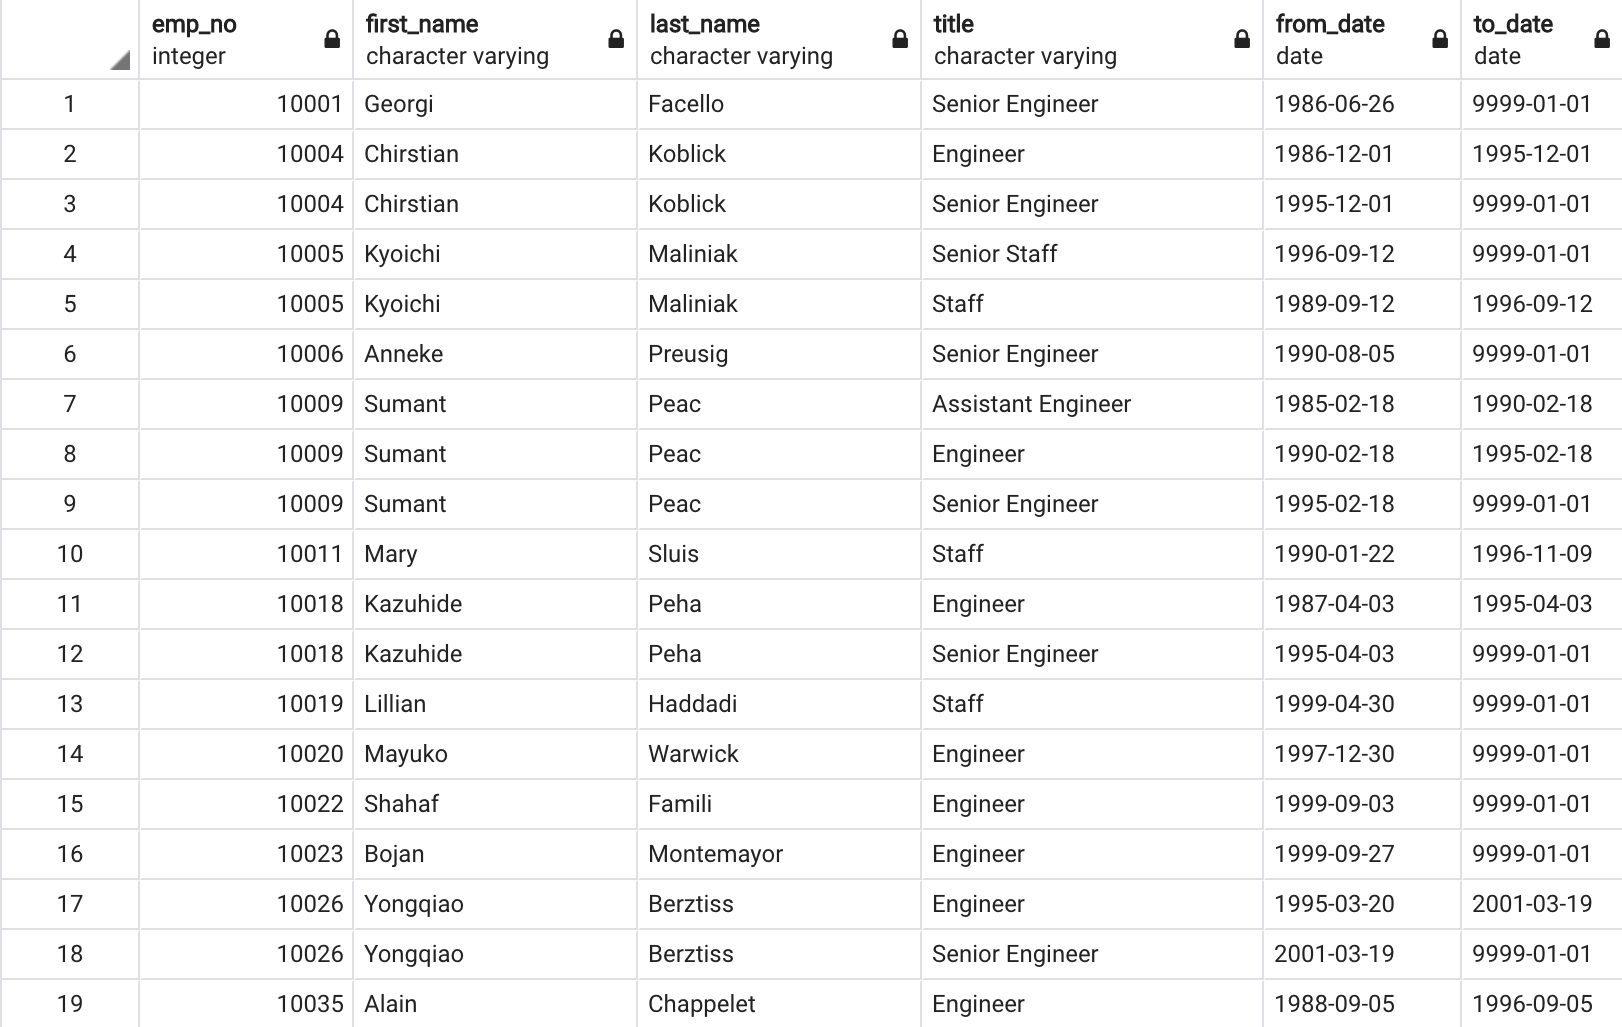 emp_no first_name last_name title from_date to_date
integer character varying character varying character varying date date
1 10001 Georgi Facello Senior Engineer 1986-06-26 9999-01-01
2 10004 Chirstian Koblick Engineer 1986-12-01 1995-12-01
3 10004 Chirstian Koblick Senior Engineer 1995-12-01 9999-01-01
4 10005 Kyoichi Maliniak Senior Staff 1996-09-12 9999-01-01
5 10005 Kyoichi Maliniak Staff 1989-09-12 1996-09-12
6 10006 Anneke Preusig Senior Engineer 1990-08-05 9999-01-01
7 10009 Sumant Peac Assistant Engineer 1985-02-18 1990-02-18
8 10009 Sumant Peac Engineer 1990-02-18 1995-02-18
9 10009 Sumant Peac Senior Engineer 1995-02-18 9999-01-01
10 10011 Mary Sluis Staff 1990-01-22 1996-11-09
11 10018 Kazuhide Peha Engineer 1987-04-03 1995-04-03
12 10018 Kazuhide Peha Senior Engineer 1995-04-03 9999-01-01
13 10019 Lillian Haddadi Staff 1999-04-30 9999-01-01
14 10020 Mayuko Warwick Engineer 1997-12-30 9999-01-01
15 10022 Shahaf Famili Engineer 1999-09-03 9999-01-01
16 10023 Bojan Montemayor Engineer 1999-09-27 9999-01-01
17 10026 Yongqiao Berztiss Engineer 1995-03-20 2001-03-19
18 10026 Yongqiao Berztiss Senior Engineer 2001-03-19 9999-01-01
19 10035 Alain Chappelet Engineer 1988-09-05 1996-09-05